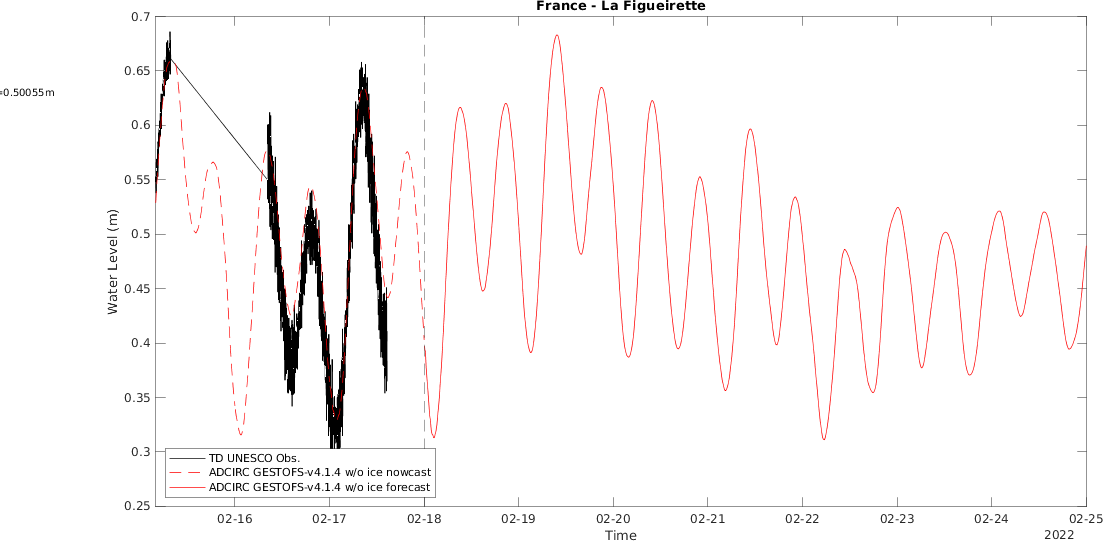 France - La Figueirette
0.7
0.65
=0.50055m
0.6
0.55
0.5
0.45
0.4
0.35
0.3
0.25
Water Level (m)
TD UNESCO Obs.
ADCIRC GESTOFS-v4.1.4 w/o ice nowcast
ADCIRC GESTOFS-v4.1.4 w/o ice forecast
02-16 02-17 02-18 02-19 02-20 02-21 02-22 02-23 02-24 02-25
Time
2022